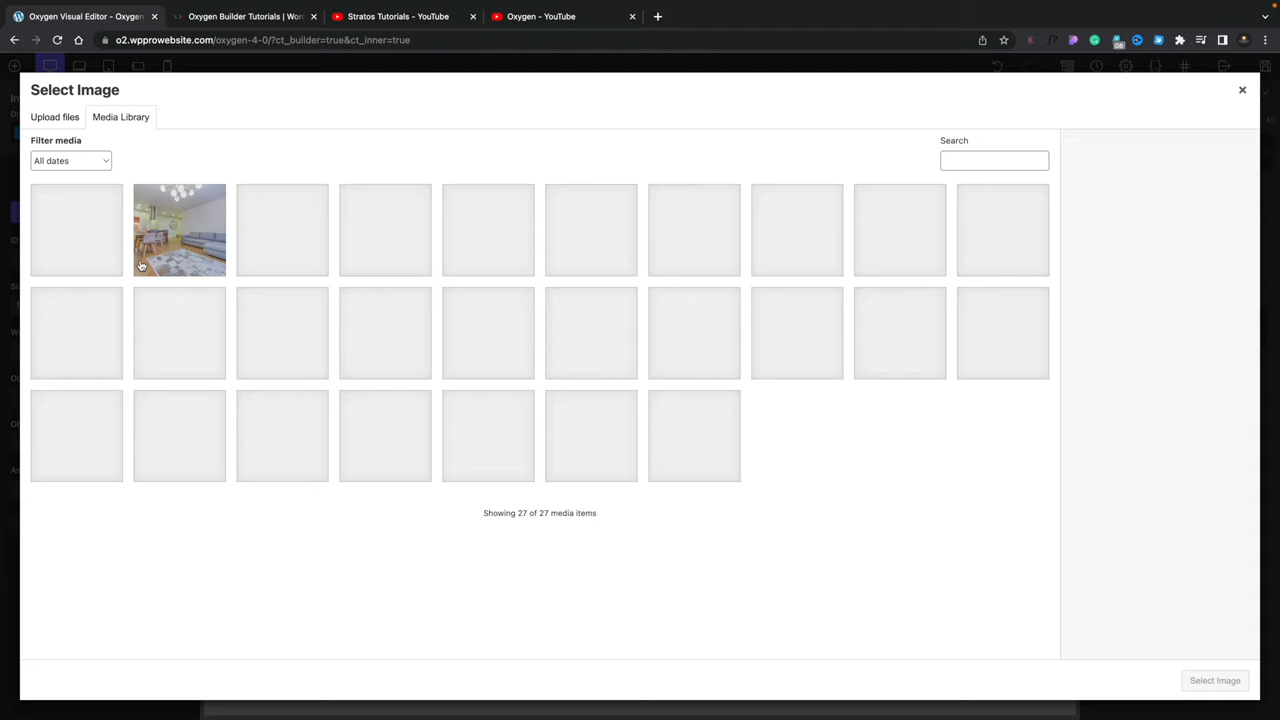 Oxygen Visual Editor - Oxygen
Oxygen Builder Tutorials | Wor
Stratos Tutorials - YouTube
Oxygen - YouTube
o2.wpprowebsite.com/oxygen-4-0/?ct_builder=true&ct_inner=true
Select Image
Upload files
Media Library
Filter media
Search
All dates
Showing 27 of 27 media items
Select Image